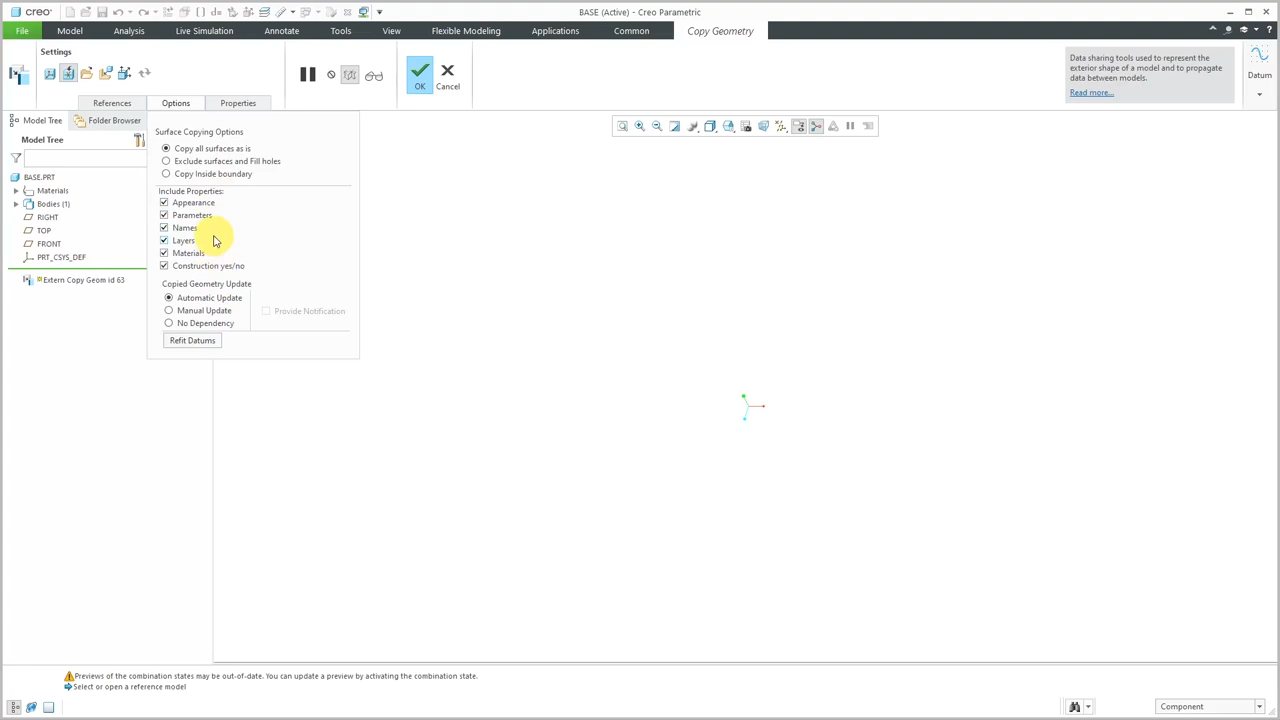 creo
BASE (Active) - Creo Parametric
File Model Analysis Live Simulation Annotate Tools View Flexible Modeling Applications Common Copy Geometry
Settings
OK Cancel
Data sharing tools used to represent the exterior shape of a model and to propagate data between models.
Read more...
Datum
References Options Properties
Model Tree Folder Browser
Model Tree
BASE.PRT
Materials
Bodies (1)
RIGHT
TOP
FRONT
PRT_CSYS_DEF
Extern Copy Geom id 63
Surface Copying Options
Copy all surfaces as is
Exclude surfaces and Fill holes
Copy Inside boundary
Include Properties:
Appearance
Parameters
Names
Layers
Materials
Construction yes/no
Copied Geometry Update
Automatic Update
Manual Update Provide Notification
No Dependency
Refit Datums
Previews of the combination states may be out-of-date. You can update a preview by activating the combination state.
Select or open a reference model
Component